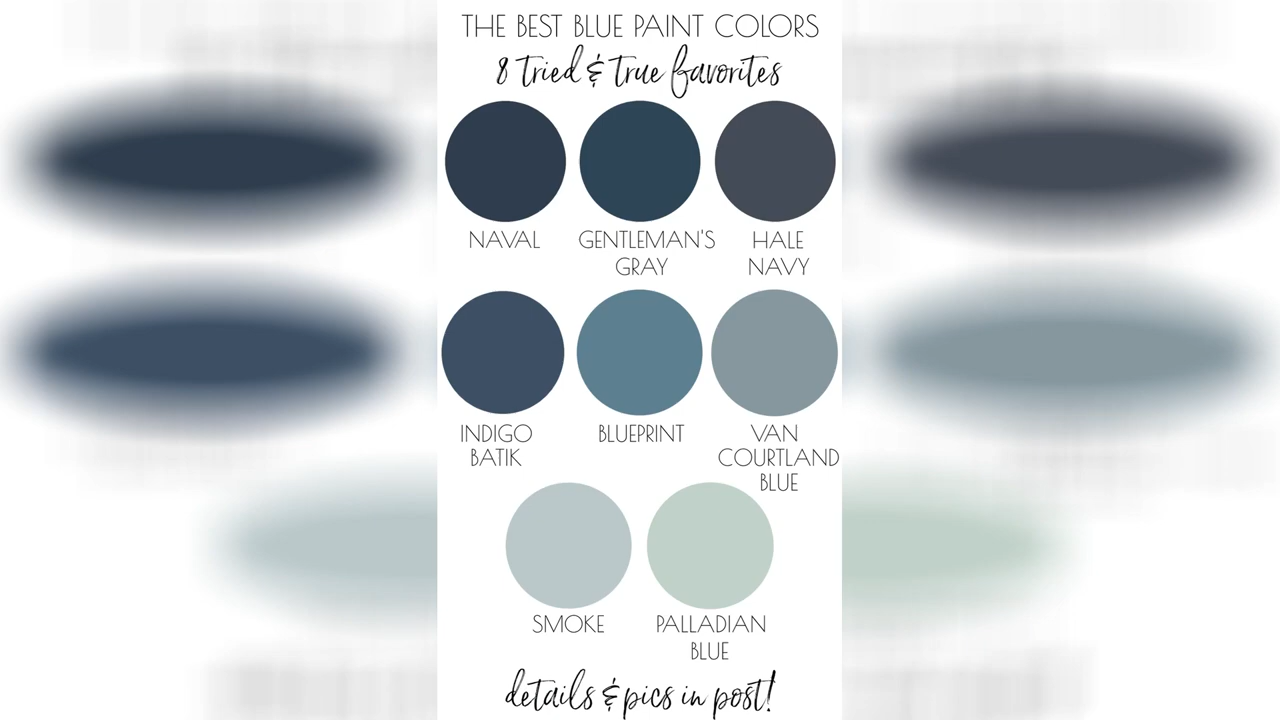 THE BEST BLUE PAINT COLORS
8 tried & true favorites
NAVAL
GENTLEMAN'S
GRAY
HALE
NAVY
INDIGO
BATIK
BLUEPRINT
VAN
COURTLAND
BLUE
SMOKE
PALLADIAN
BLUE
details & pics in post!